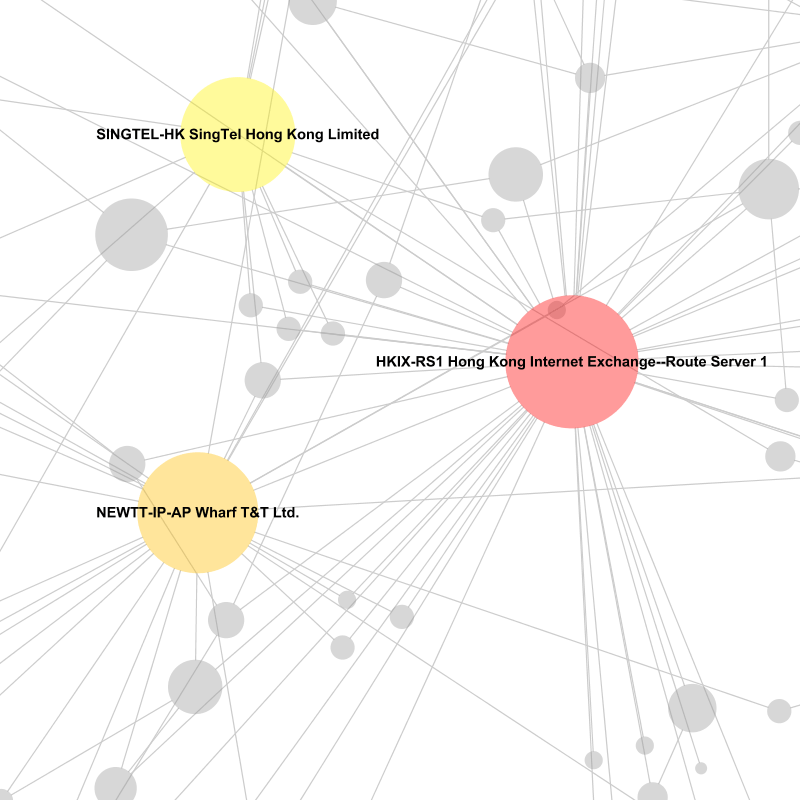 SINGTEL-HK SingTel Hong Kong Limited
HKIX-RS1 Hong Kong Internet Exchange--Route Server 1
NEWTT-IP-AP Wharf T&T Ltd.